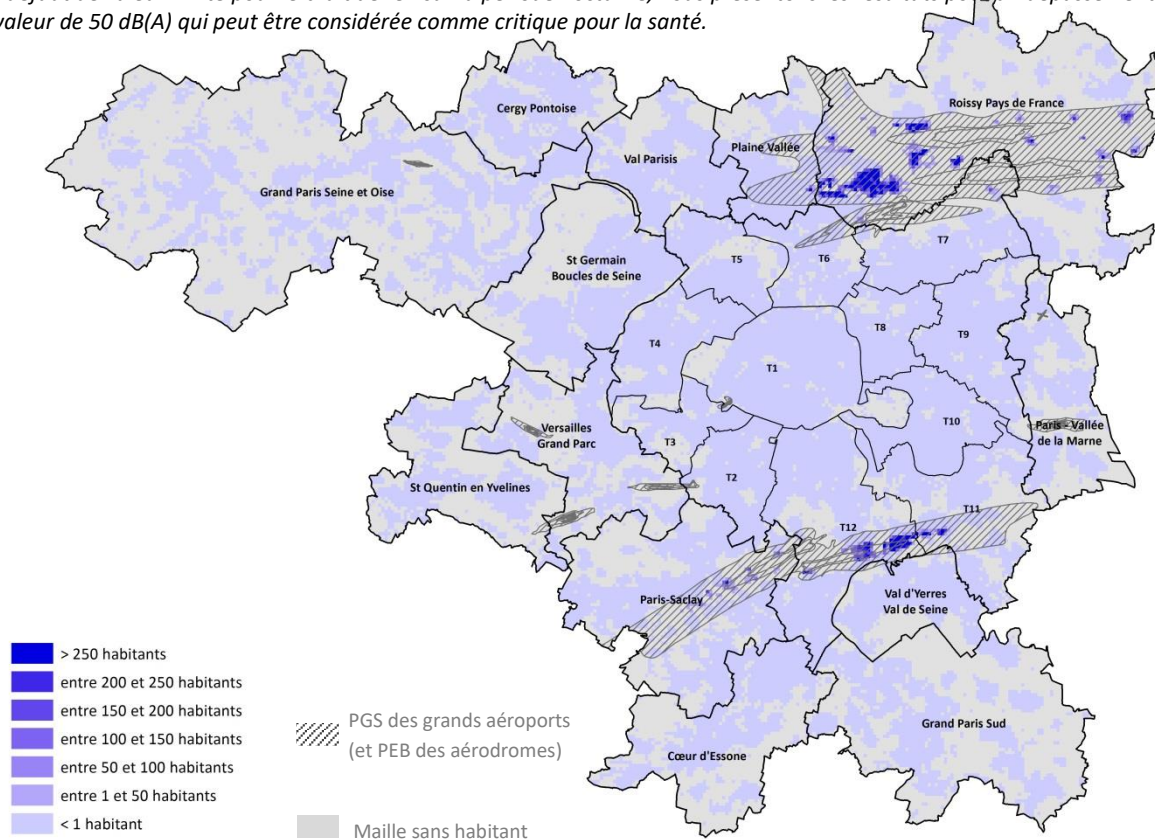 valeur de 50 dB(A) qui peut être considérée comme critique pour la santé.
Cergy Pontoise
Roissy Pays de France
Val Parisis
Plaine Vallée
Grand Paris Seine et Oise
T7
St Germain
Boucles de Seine
T5
T6
T8
T9
T4
T1
T10
Versailles
Grand Parc
T3
Paris - Vallée
de la Marne
St Quentin en Yvelines
T2
T11
T12
Paris-Saclay
Val d'Yerres
Val de Seine
> 250 habitants
entre 200 et 250 habitants
entre 150 et 200 habitants
entre 100 et 150 habitants
entre 50 et 100 habitants
entre 1 et 50 habitants
< 1 habitant
PGS des grands aéroports
(et PEB des aérodromes)
Maille sans habitant
Grand Paris Sud
Cœur d'Essone